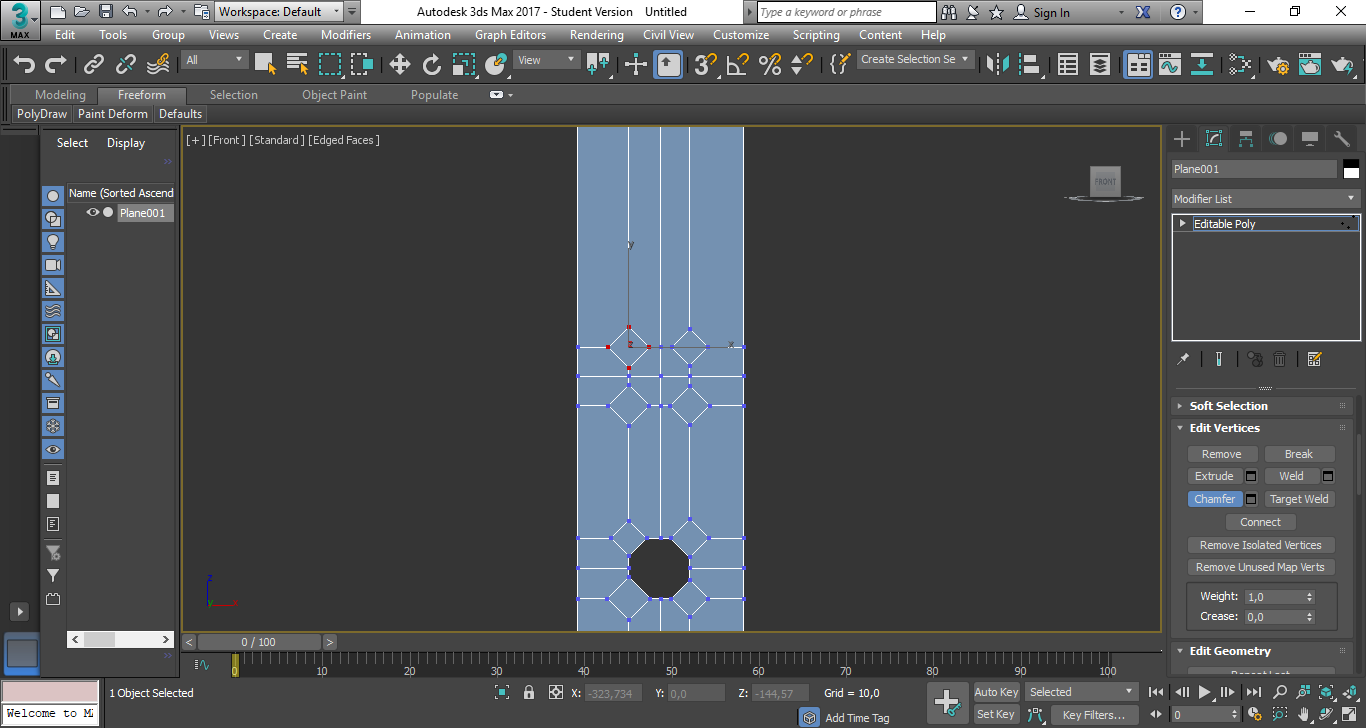 3
MAX
Workspace: Default
Autodesk 3ds Max 2017 - Student Version    Untitled
Type a keyword or phrase
Sign In
Edit Tools Group Views Create Modifiers Animation Graph Editors Rendering Civil View Customize Scripting Content Help
All
View
3
Create Selection Se
Modeling Freeform Selection Object Paint Populate
PolyDraw Paint Deform Defaults
Select Display
Name (Sorted Ascend
Plane001
[+] [Front] [Standard] [Edged Faces]
FRONT
y
z
x
z
y
x
Plane001
Modifier List
Editable Poly
Soft Selection
Edit Vertices
Remove Break
Extrude Weld
Chamfer Target Weld
Connect
Remove Isolated Vertices
Remove Unused Map Verts
Weight: 1,0
Crease: 0,0
Edit Geometry
0 / 100
0 10 20 30 40 50 60 70 80 90 100
1 Object Selected
X: -323,734 Y: 0,0 Z: -144,57 Grid = 10,0
Auto Key Selected
Welcome to MA
Add Time Tag
Set Key Key Filters...
0